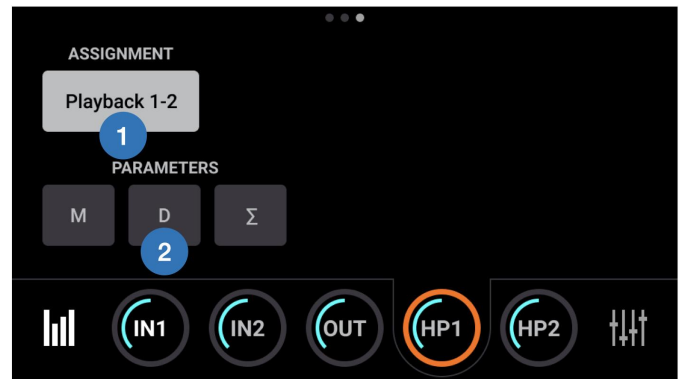 ASSIGNMENT
Playback 1-2
1
PARAMETERS
M D Σ
2
IN1 IN2 OUT HP1 HP2